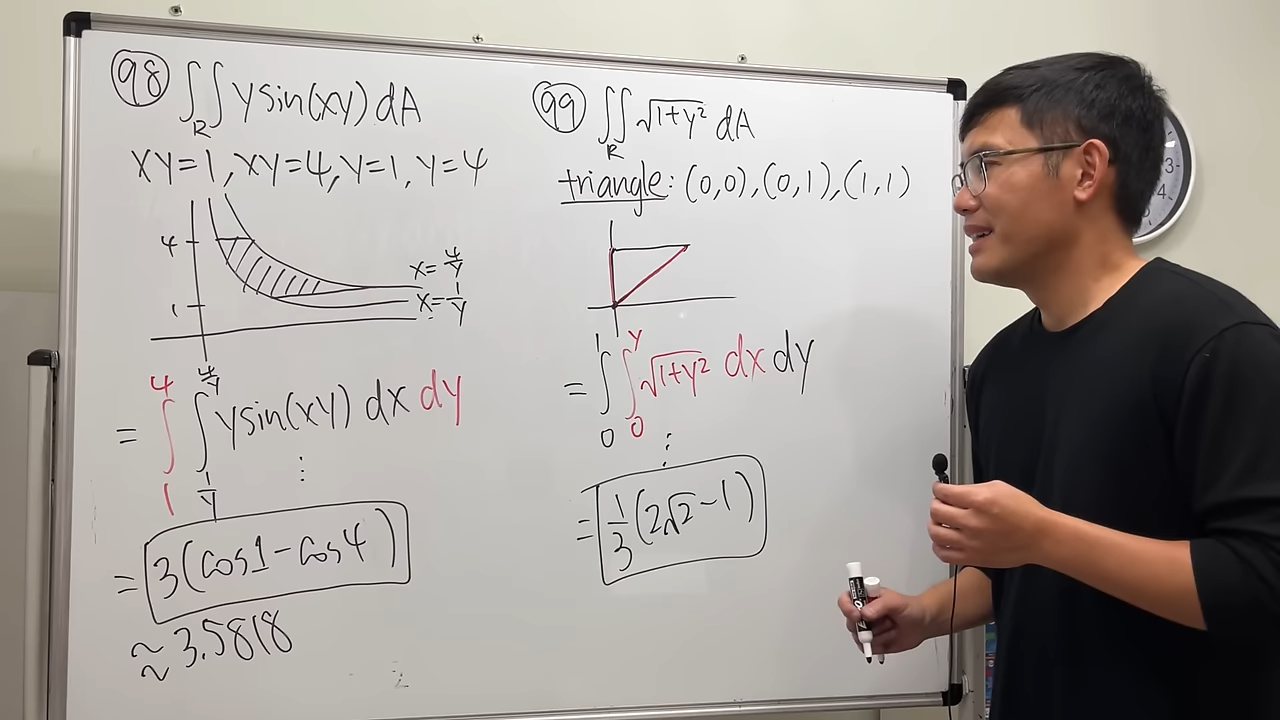 98 ∬_R y sin(xy) dA
xy=1, xy=4, y=1, y=4
4
x=4/y
1
x=1/y
= ∫_1^4 ∫_{1/y}^{4/y} y sin(xy) dx dy
⋮
= 3(cos1-cos4)
≈ 3.5818
99 ∬_R √(1+y²) dA
triangle: (0,0),(0,1),(1,1)
= ∫_0^1 ∫_0^y √(1+y²) dx dy
⋮
= 1/3(2√2-1)
3
4